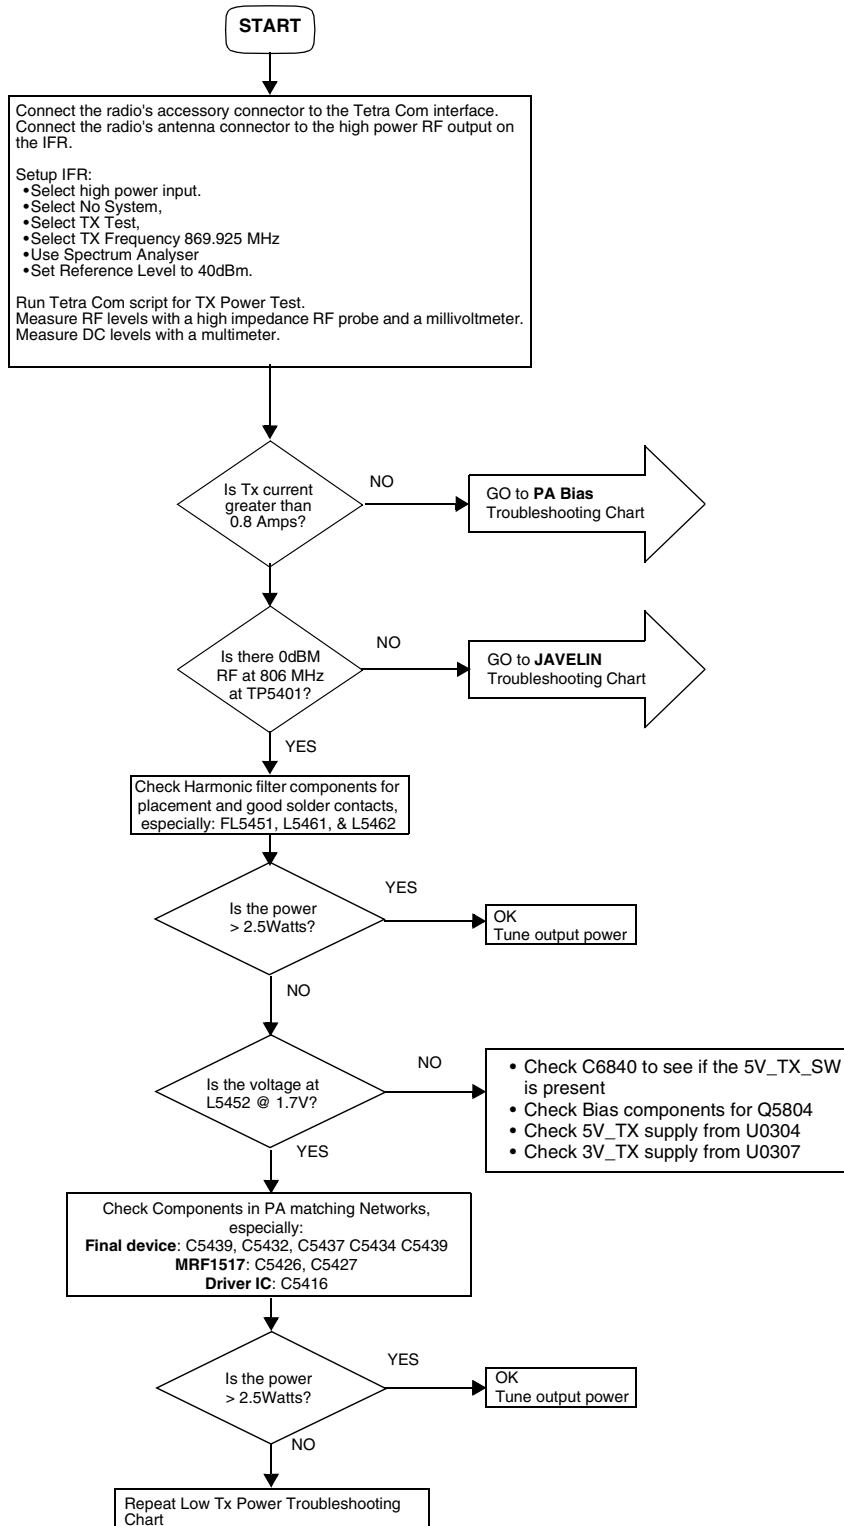 START
Connect the radio's accessory connector to the Tetra Com interface.
Connect the radio's antenna connector to the high power RF output on
the IFR.
Setup IFR:
•Select high power input.
•Select No System,
•Select TX Test,
•Select TX Frequency 869.925 MHz
•Use Spectrum Analyser
•Set Reference Level to 40dBm.
Run Tetra Com script for TX Power Test.
Measure RF levels with a high impedance RF probe and a millivoltmeter.
Measure DC levels with a multimeter.
Is Tx current
greater than
0.8 Amps?
NO
GO to PA Bias
Troubleshooting Chart
Is there 0dBM
RF at 806 MHz
at TP5401?
NO
GO to JAVELIN
Troubleshooting Chart
YES
Check Harmonic filter components for
placement and good solder contacts,
especially: FL5451, L5461, & L5462
Is the power
> 2.5Watts?
YES
OK
Tune output power
NO
Is the voltage at
L5452 @ 1.7V?
NO
• Check C6840 to see if the 5V_TX_SW
is present
• Check Bias components for Q5804
• Check 5V_TX supply from U0304
• Check 3V_TX supply from U0307
YES
Check Components in PA matching Networks,
especially:
Final device: C5439, C5432, C5437 C5434 C5439
MRF1517: C5426, C5427
Driver IC: C5416
Is the power
> 2.5Watts?
YES
OK
Tune output power
NO
Repeat Low Tx Power Troubleshooting
Chart